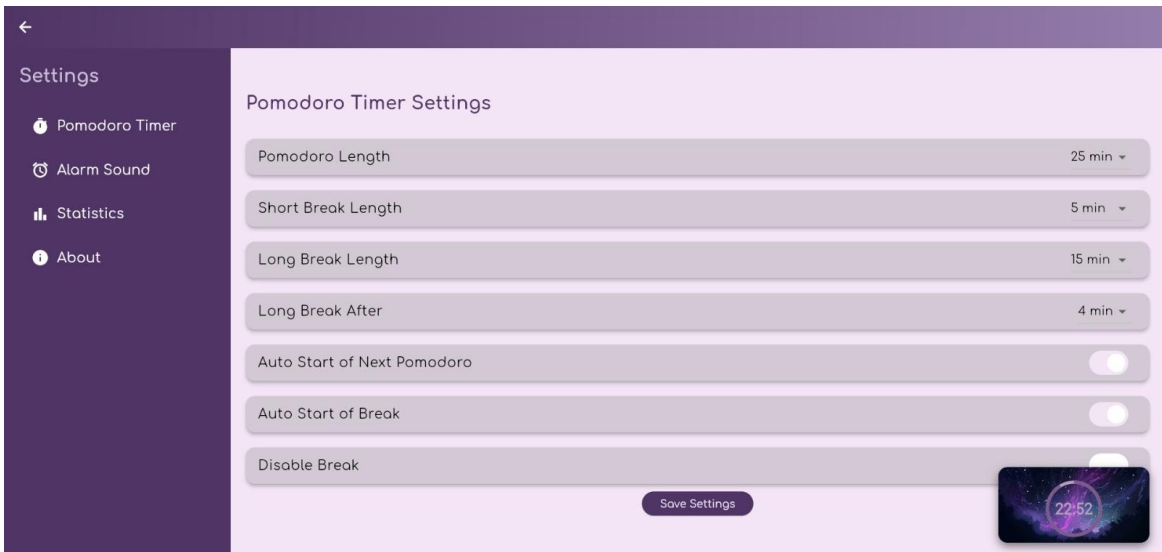 Settings
Pomodoro Timer
Alarm Sound
Statistics
About
Pomodoro Timer Settings
Pomodoro Length 25 min
Short Break Length 5 min
Long Break Length 15 min
Long Break After 4 min
Auto Start of Next Pomodoro
Auto Start of Break
Disable Break
Save Settings
22:52